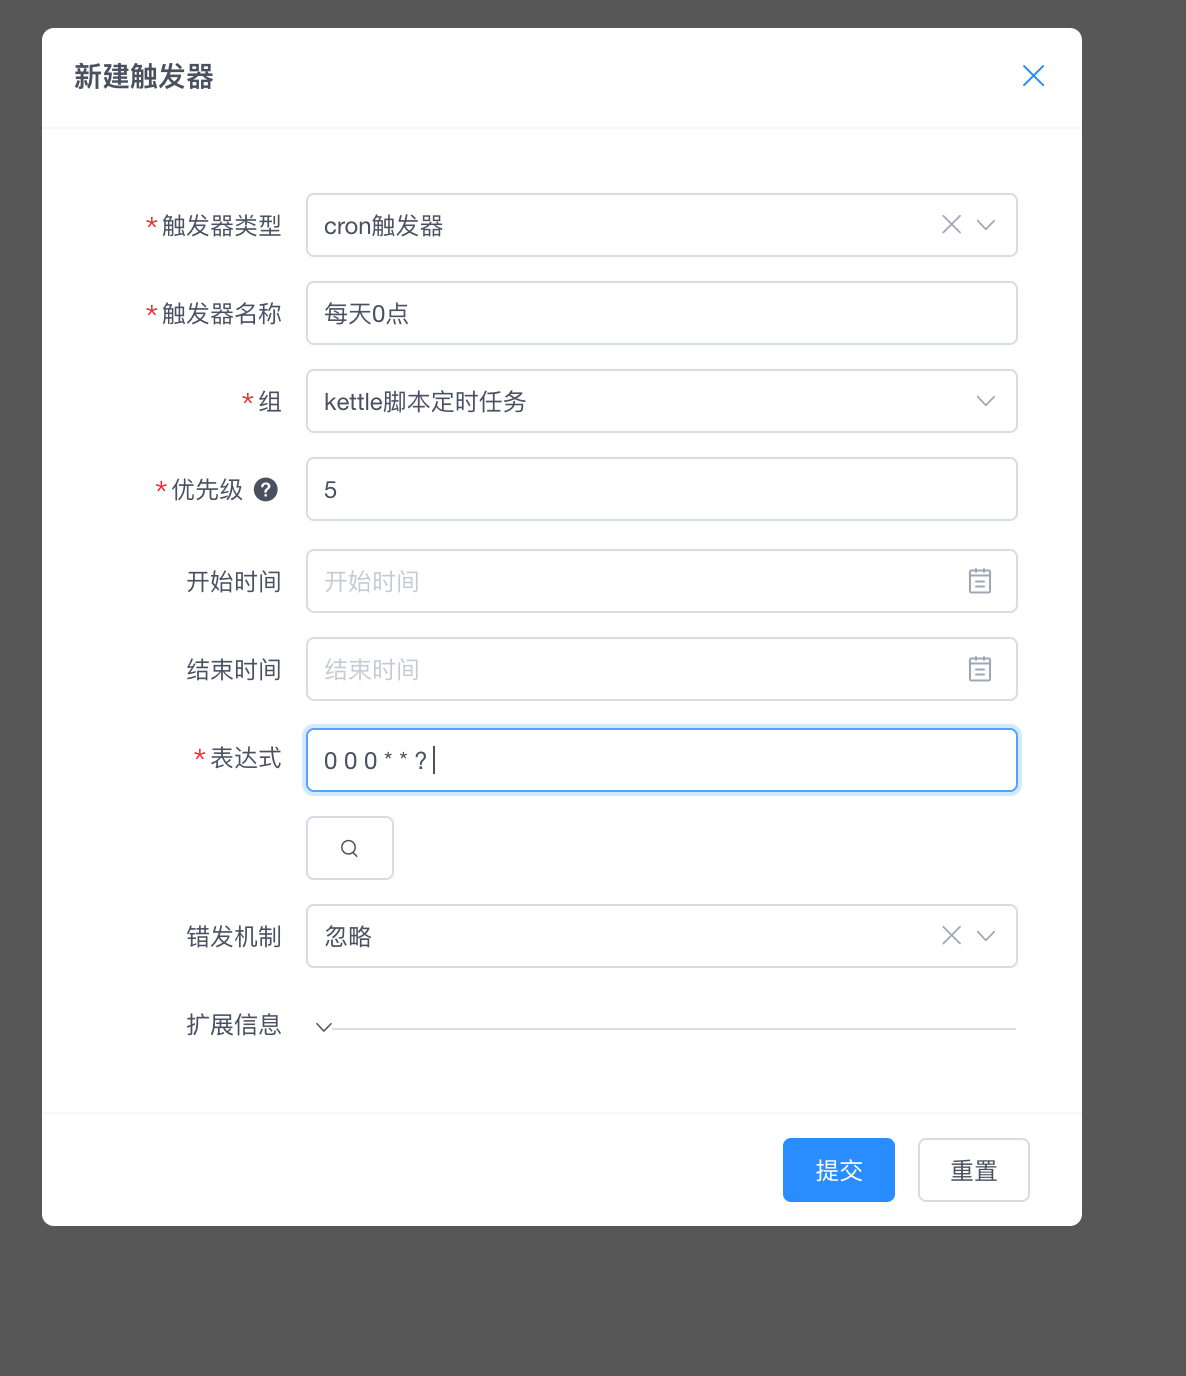 新建触发器
*触发器类型 cron触发器
*触发器名称 每天0点
*组 kettle脚本定时任务
*优先级 ? 5
开始时间 开始时间
结束时间 结束时间
*表达式 0 0 0 * * ?
错发机制 忽略
扩展信息
提交 重置